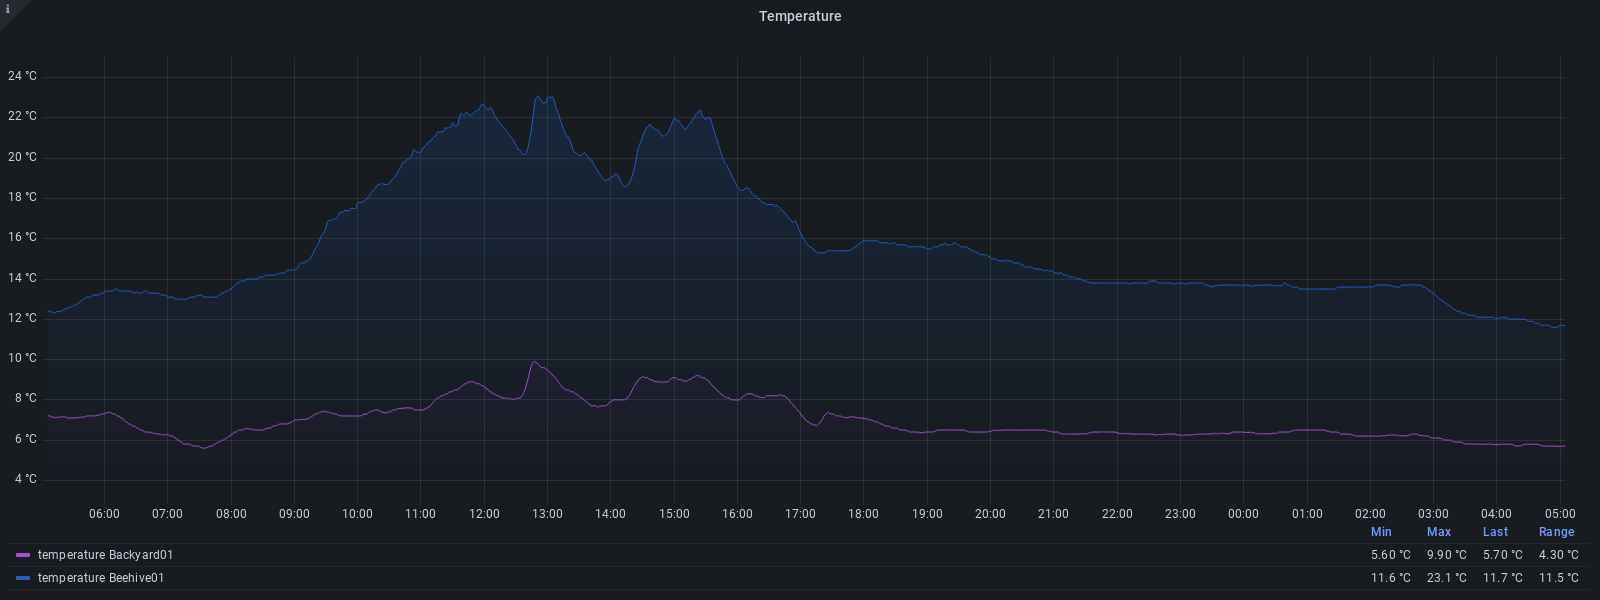 i
Temperature
24 °C
22 °C
20 °C
18 °C
16 °C
14 °C
12 °C
10 °C
8 °C
6 °C
4 °C
06:00 07:00 08:00 09:00 10:00 11:00 12:00 13:00 14:00 15:00 16:00 17:00 18:00 19:00 20:00 21:00 22:00 23:00 00:00 01:00 02:00 03:00 04:00 05:00
Min Max Last Range
temperature Backyard01 5.60 °C 9.90 °C 5.70 °C 4.30 °C
temperature Beehive01 11.6 °C 23.1 °C 11.7 °C 11.5 °C